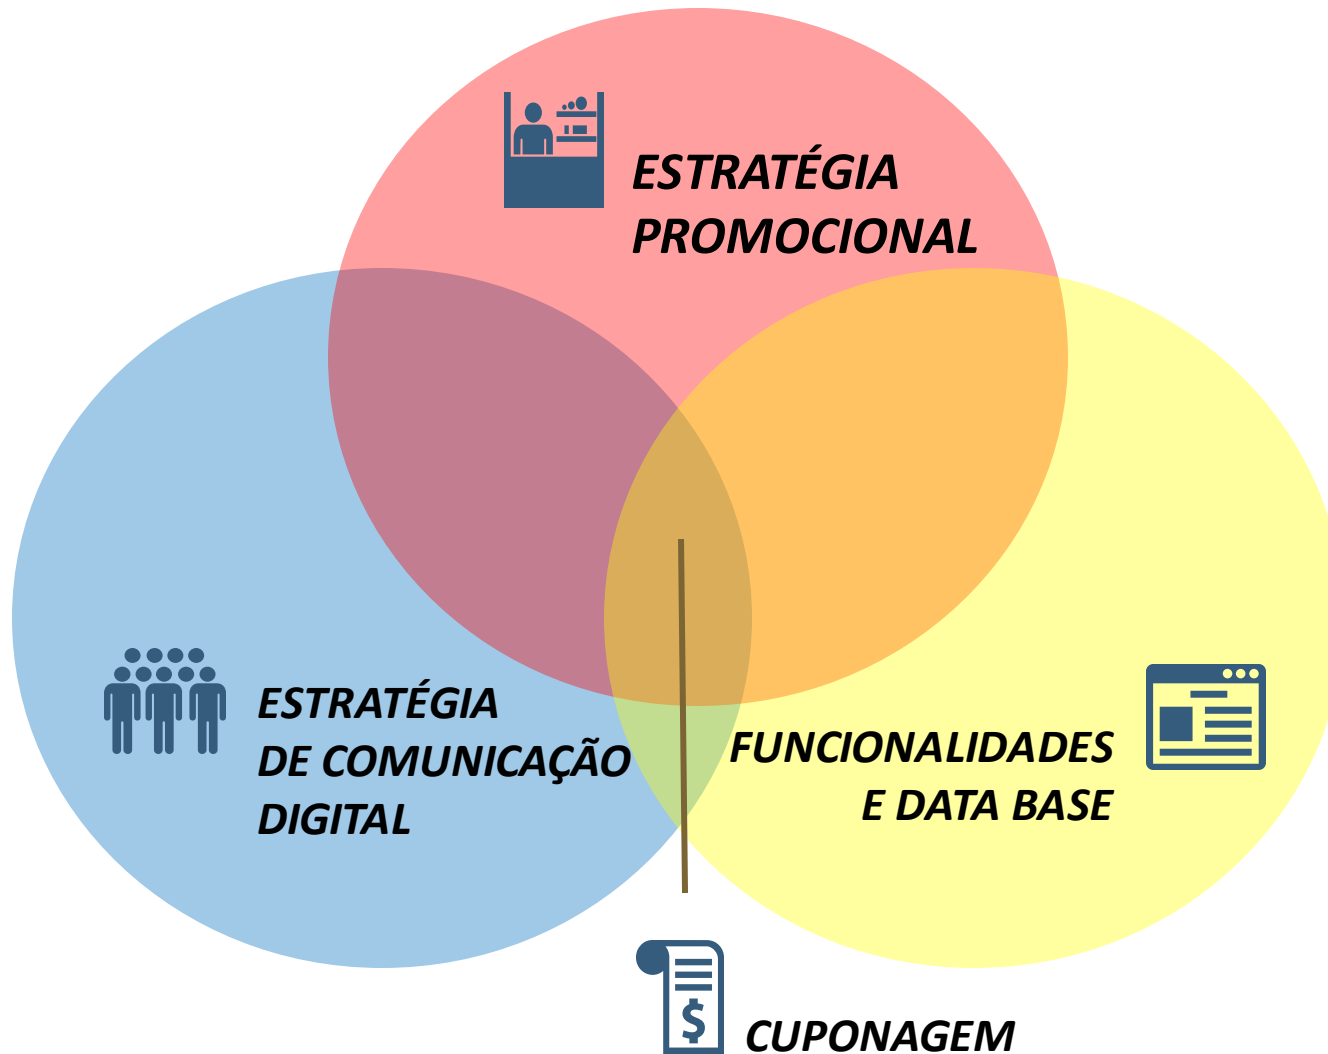 ESTRATÉGIA
PROMOCIONAL
ESTRATÉGIA
DE COMUNICAÇÃO
DIGITAL
FUNCIONALIDADES
E DATA BASE
$
CUPONAGEM